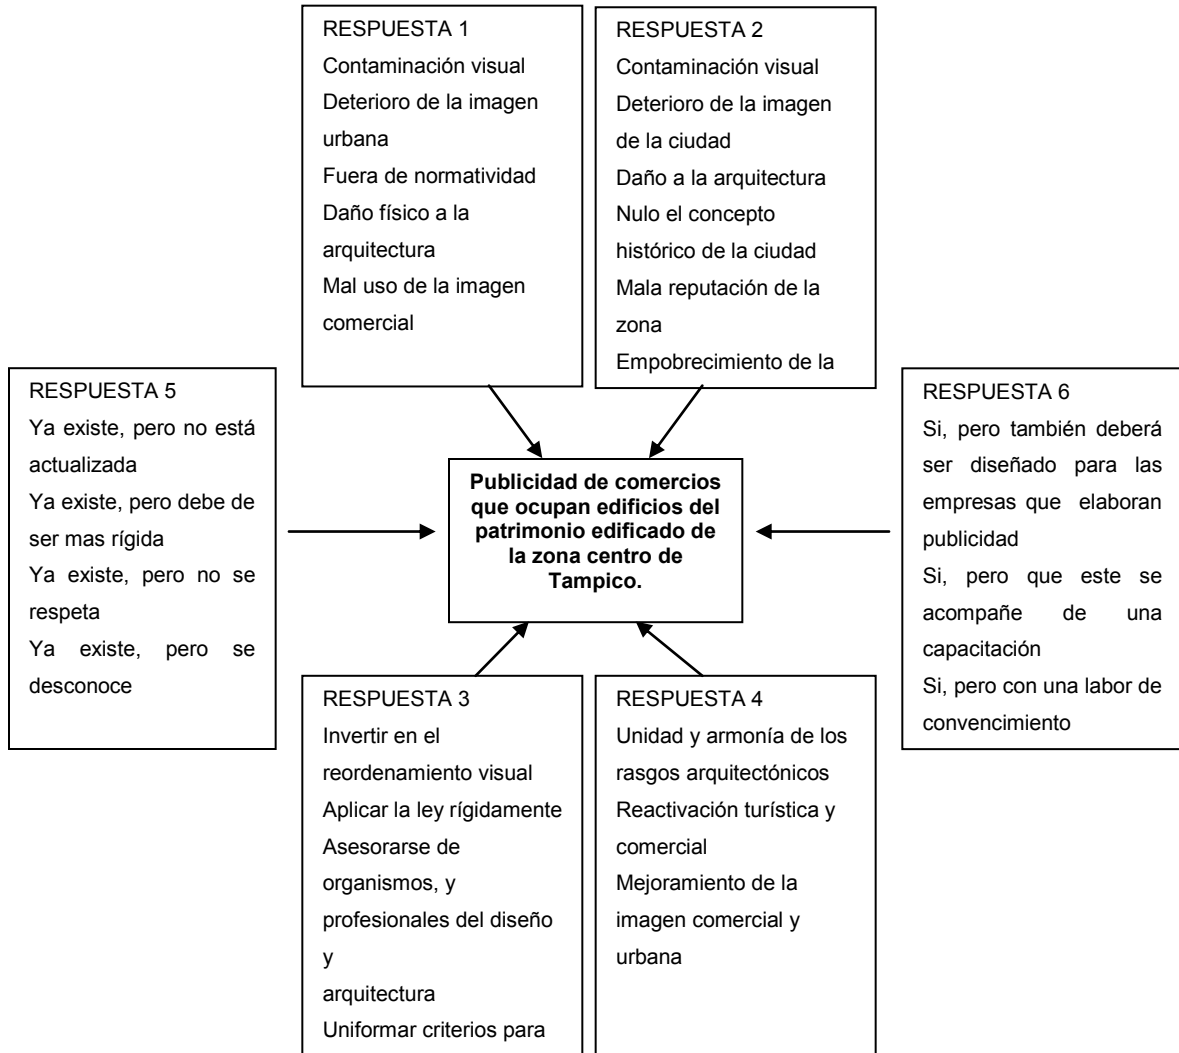 RESPUESTA 1
Contaminación visual
Deterioro de la imagen
urbana
Fuera de normatividad
Daño físico a la
arquitectura
Mal uso de la imagen
comercial
RESPUESTA 2
Contaminación visual
Deterioro de la imagen
de la ciudad
Daño a la arquitectura
Nulo el concepto
histórico de la ciudad
Mala reputación de la
zona
Empobrecimiento de la
RESPUESTA 5
Ya existe, pero no está
actualizada
Ya existe, pero debe de
ser mas rígida
Ya existe, pero no se
respeta
Ya existe, pero se
desconoce
Publicidad de comercios
que ocupan edificios del
patrimonio edificado de
la zona centro de
Tampico.
RESPUESTA 6
Si, pero también deberá
ser diseñado para las
empresas que elaboran
publicidad
Si, pero que este se
acompañe de una
capacitación
Si, pero con una labor de
convencimiento
RESPUESTA 3
Invertir en el
reordenamiento visual
Aplicar la ley rígidamente
Asesorarse de
organismos, y
profesionales del diseño
y
arquitectura
Uniformar criterios para
RESPUESTA 4
Unidad y armonía de los
rasgos arquitectónicos
Reactivación turística y
comercial
Mejoramiento de la
imagen comercial y
urbana